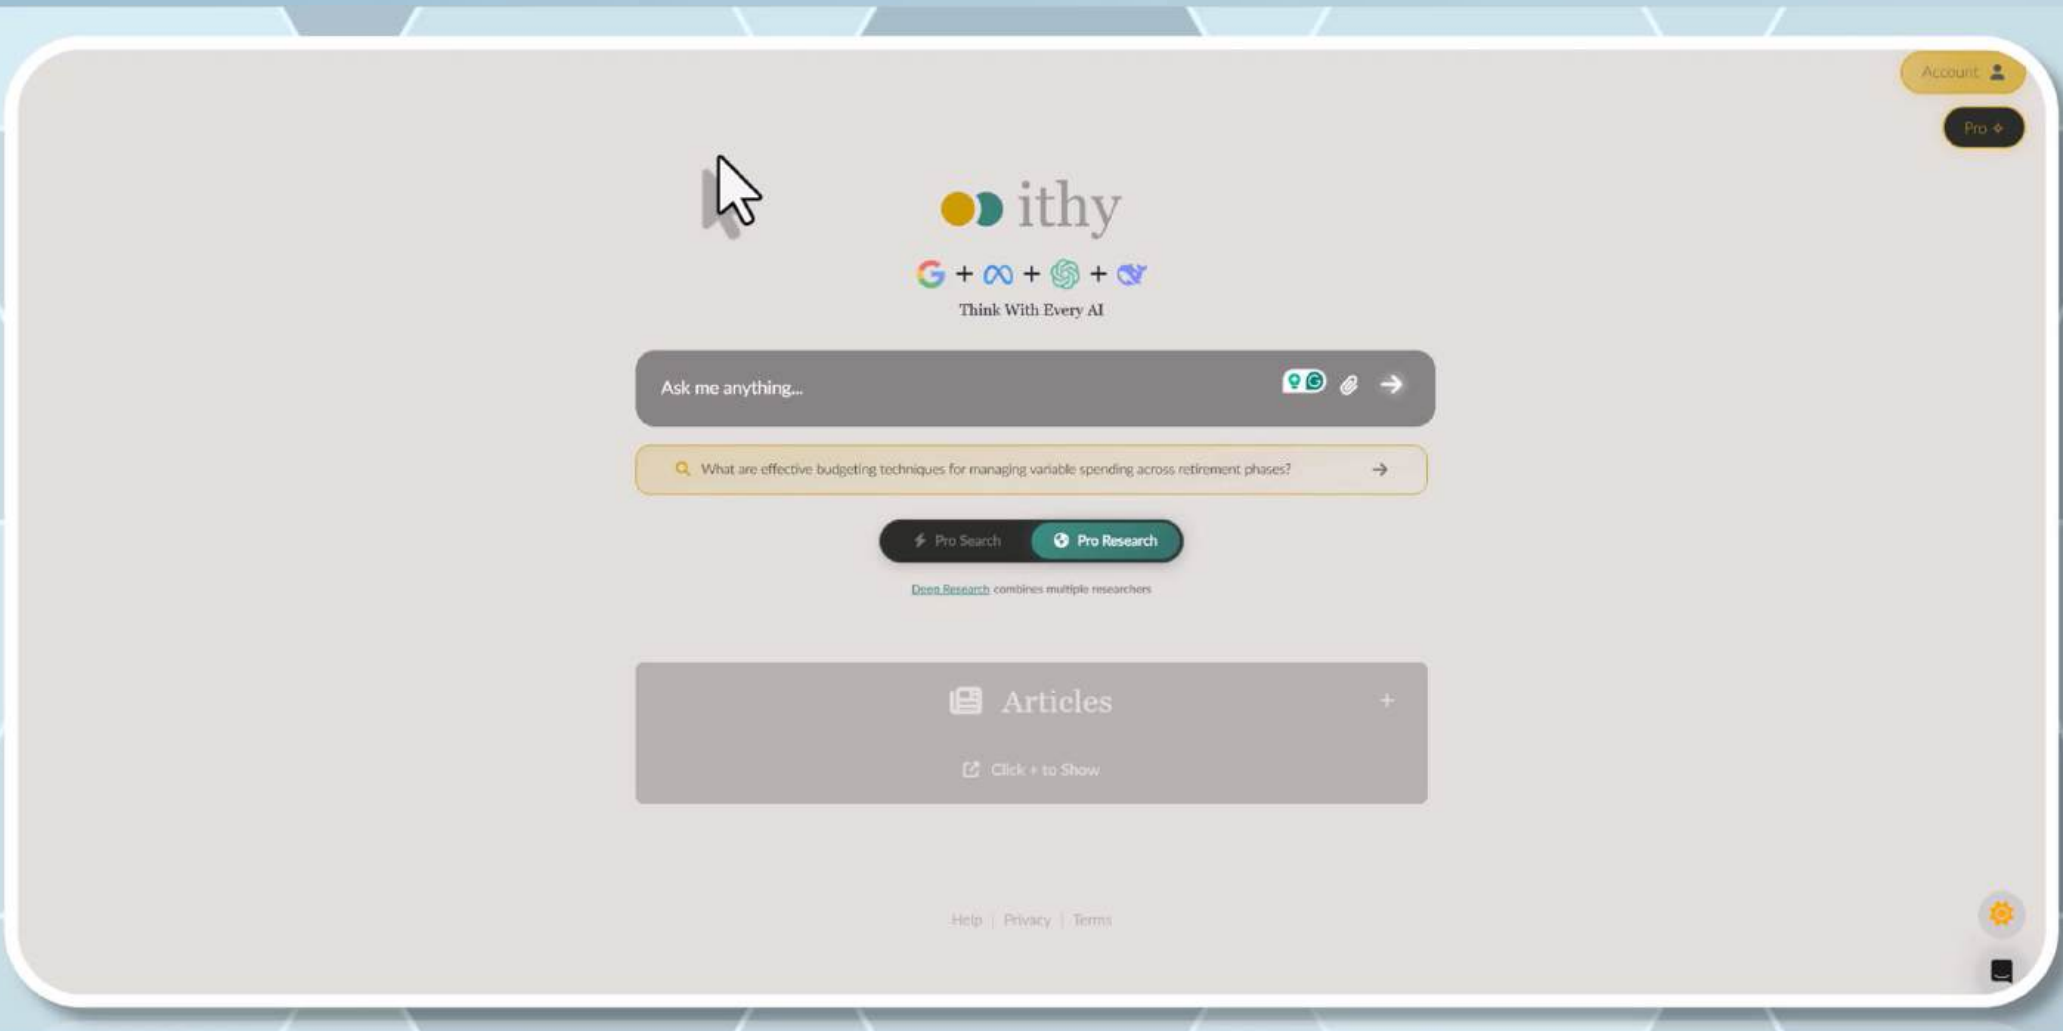 Account
Pro
ithy
+ + +
Think With Every AI
Ask me anything...
What are effective budgeting techniques for managing variable spending across retirement phases?
Pro Search Pro Research
Deep Research combines multiple researchers
Articles +
Click + to Show
Help | Privacy | Terms